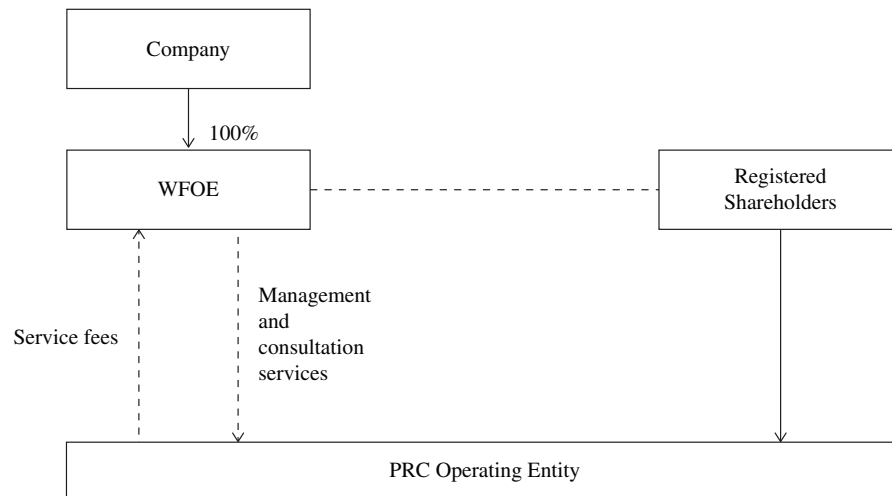 Company
100%
WFOE
Registered
Shareholders
Management
and
consultation
services
Service fees
PRC Operating Entity